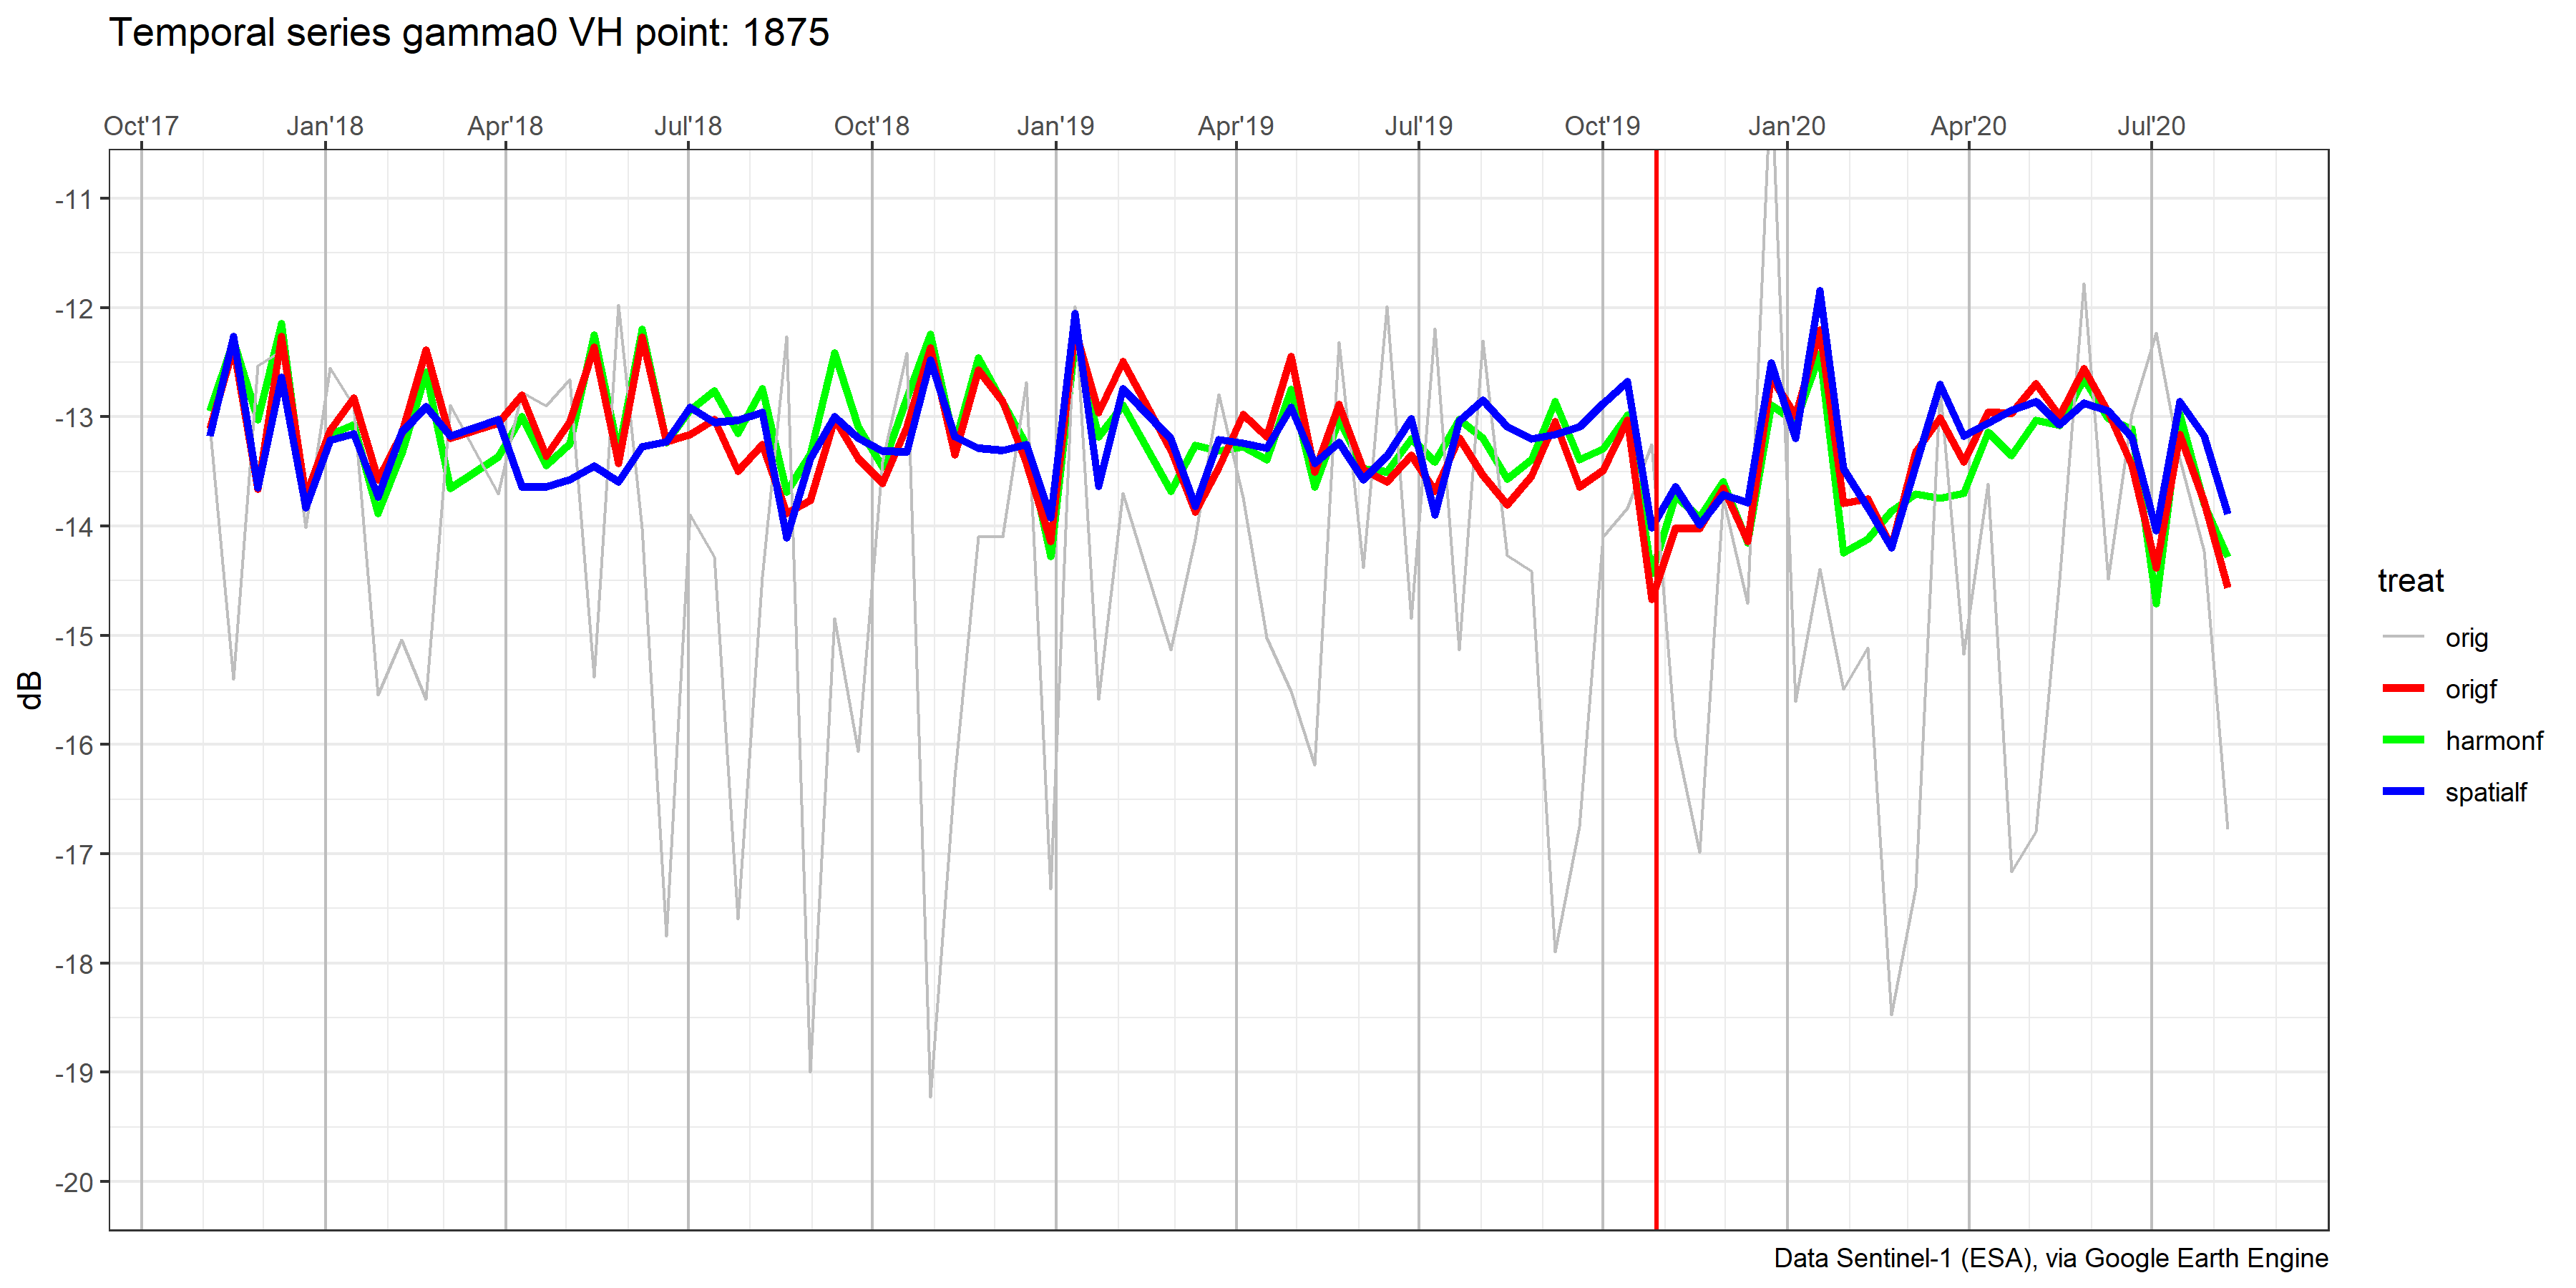 Temporal series gamma0 VH point: 1875
Oct'17 Jan'18 Apr'18 Jul'18 Oct'18 Jan'19 Apr'19 Jul'19 Oct'19 Jan'20 Apr'20 Jul'20
-11
-12
-13
-14
-15
-16
-17
-18
-19
-20
dB
treat
orig
origf
harmonf
spatialf
Data Sentinel-1 (ESA), via Google Earth Engine